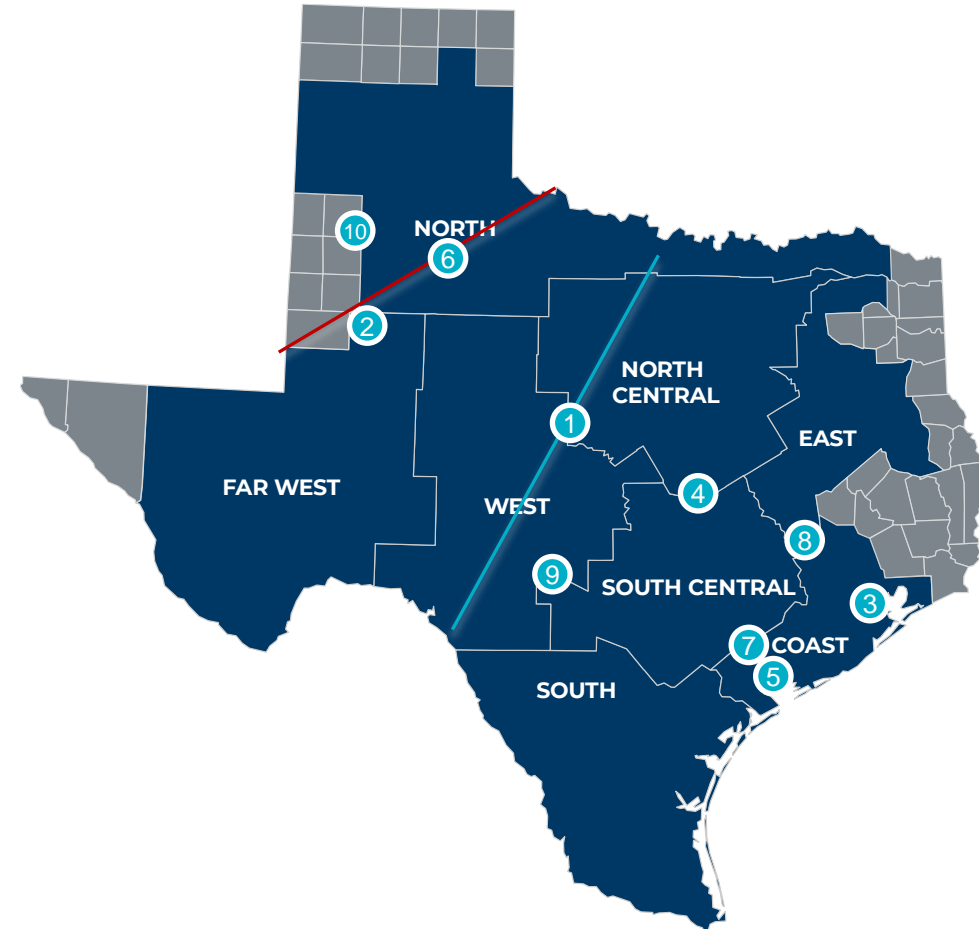 10
NORTH
6
2
NORTH
CENTRAL
1
EAST
FAR WEST
4
WEST
8
9
SOUTH CENTRAL
3
7
COAST
5
SOUTH